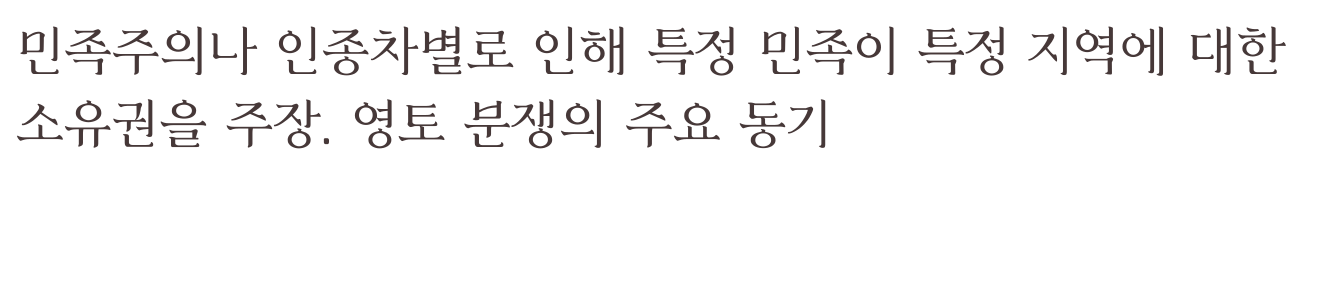 민족주의나 인종차별로 인해 특정 민족이 특정 지역에 대한
소유권을 주장. 영토 분쟁의 주요 동기